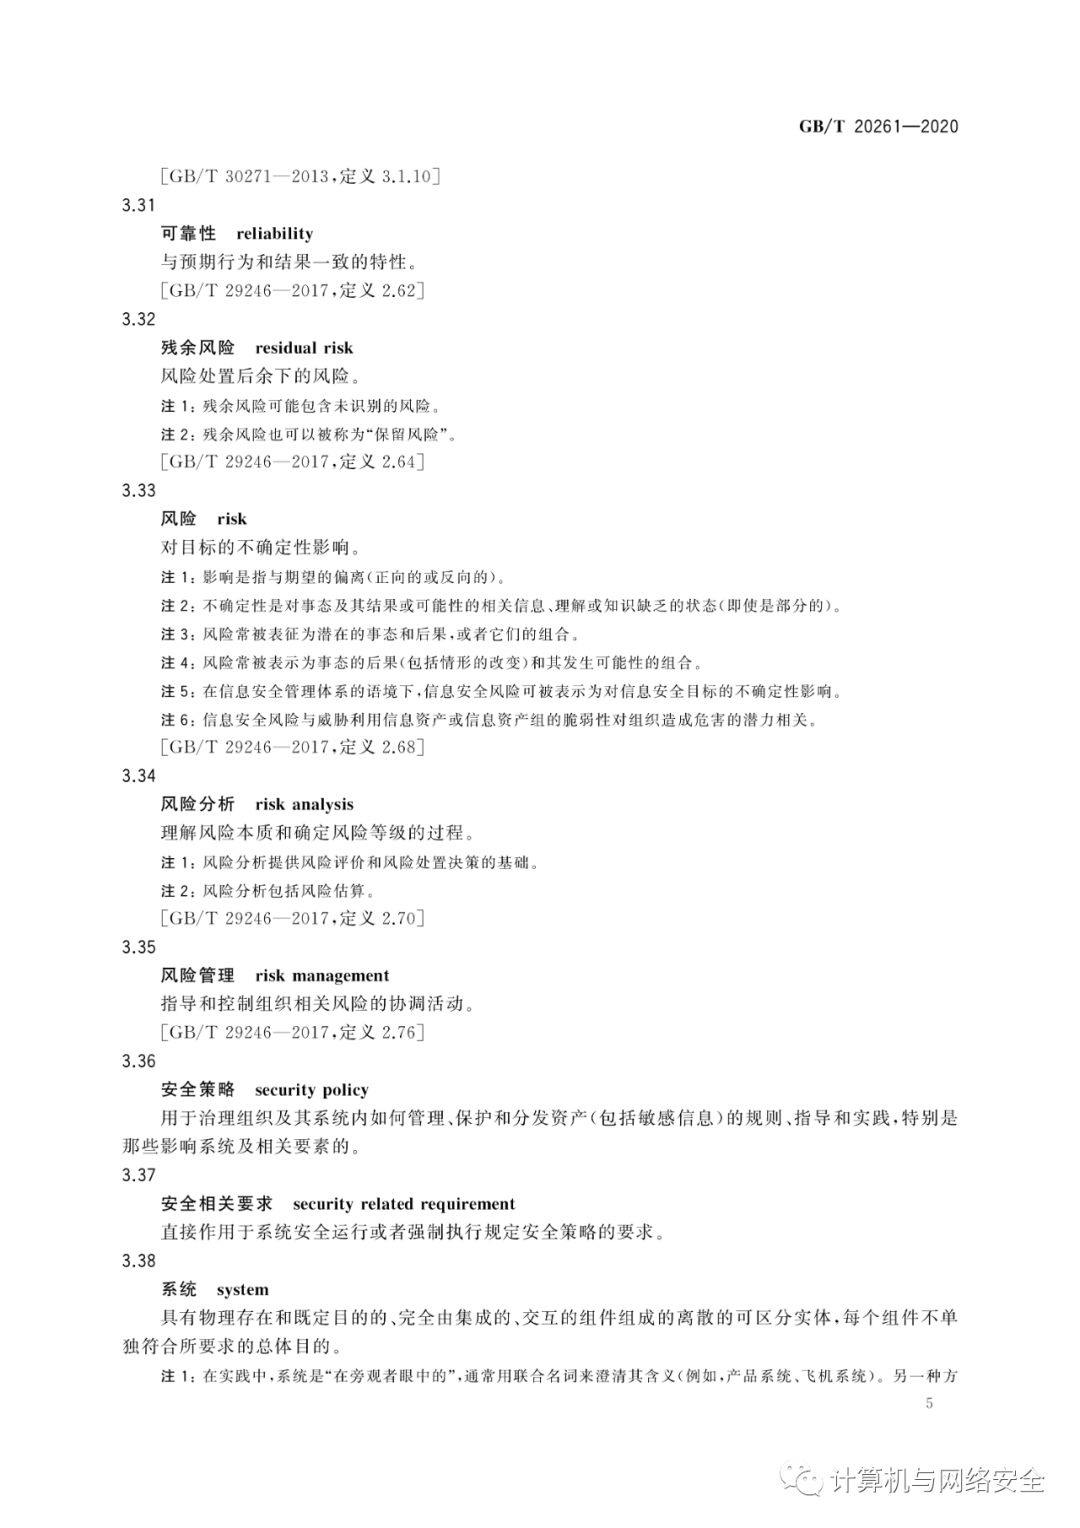 GB/T 20261—2020
[GB/T 30271—2013,定义 3.1.10]
3.31
可靠性 reliability
与预期行为和结果一致的特性。
[GB/T 29246—2017,定义 2.62]
3.32
残余风险 residual risk
风险处置后余下的风险。
注 1: 残余风险可能包含未识别的风险。
注 2: 残余风险也可以被称为“保留风险”。
[GB/T 29246—2017,定义 2.64]
3.33
风险 risk
对目标的不确定性影响。
注 1: 影响是指与期望的偏离(正向的或反向的)。
注 2: 不确定性是对事态及其结果或可能性的相关信息、理解或知识缺乏的状态(即使是部分的)。
注 3: 风险常被表征为潜在的事态和后果,或者它们的组合。
注 4: 风险常被表示为事态的后果(包括情形的改变)和其发生可能性的组合。
注 5: 在信息安全管理体系的语境下,信息安全风险可被表示为对信息安全目标的不确定性影响。
注 6: 信息安全风险与威胁利用信息资产或信息资产组的脆弱性对组织造成危害的潜力相关。
[GB/T 29246—2017,定义 2.68]
3.34
风险分析 risk analysis
理解风险本质和确定风险等级的过程。
注 1: 风险分析提供风险评价和风险处置决策的基础。
注 2: 风险分析包括风险估算。
[GB/T 29246—2017,定义 2.70]
3.35
风险管理 risk management
指导和控制组织相关风险的协调活动。
[GB/T 29246—2017,定义 2.76]
3.36
安全策略 security policy
用于治理组织及其系统内如何管理、保护和分发资产(包括敏感信息)的规则、指导和实践,特别是
那些影响系统及相关要素的。
3.37
安全相关要求 security related requirement
直接作用于系统安全运行或者强制执行规定安全策略的要求。
3.38
系统 system
具有物理存在和既定目的的、完全由集成的、交互的组件组成的离散的可区分实体,每个组件不单
独符合所要求的总体目的。
注 1: 在实践中,系统是“在旁观者眼中的”,通常用联合名词来澄清其含义(例如,产品系统、飞机系统)。另一种方
5
计算机与网络安全